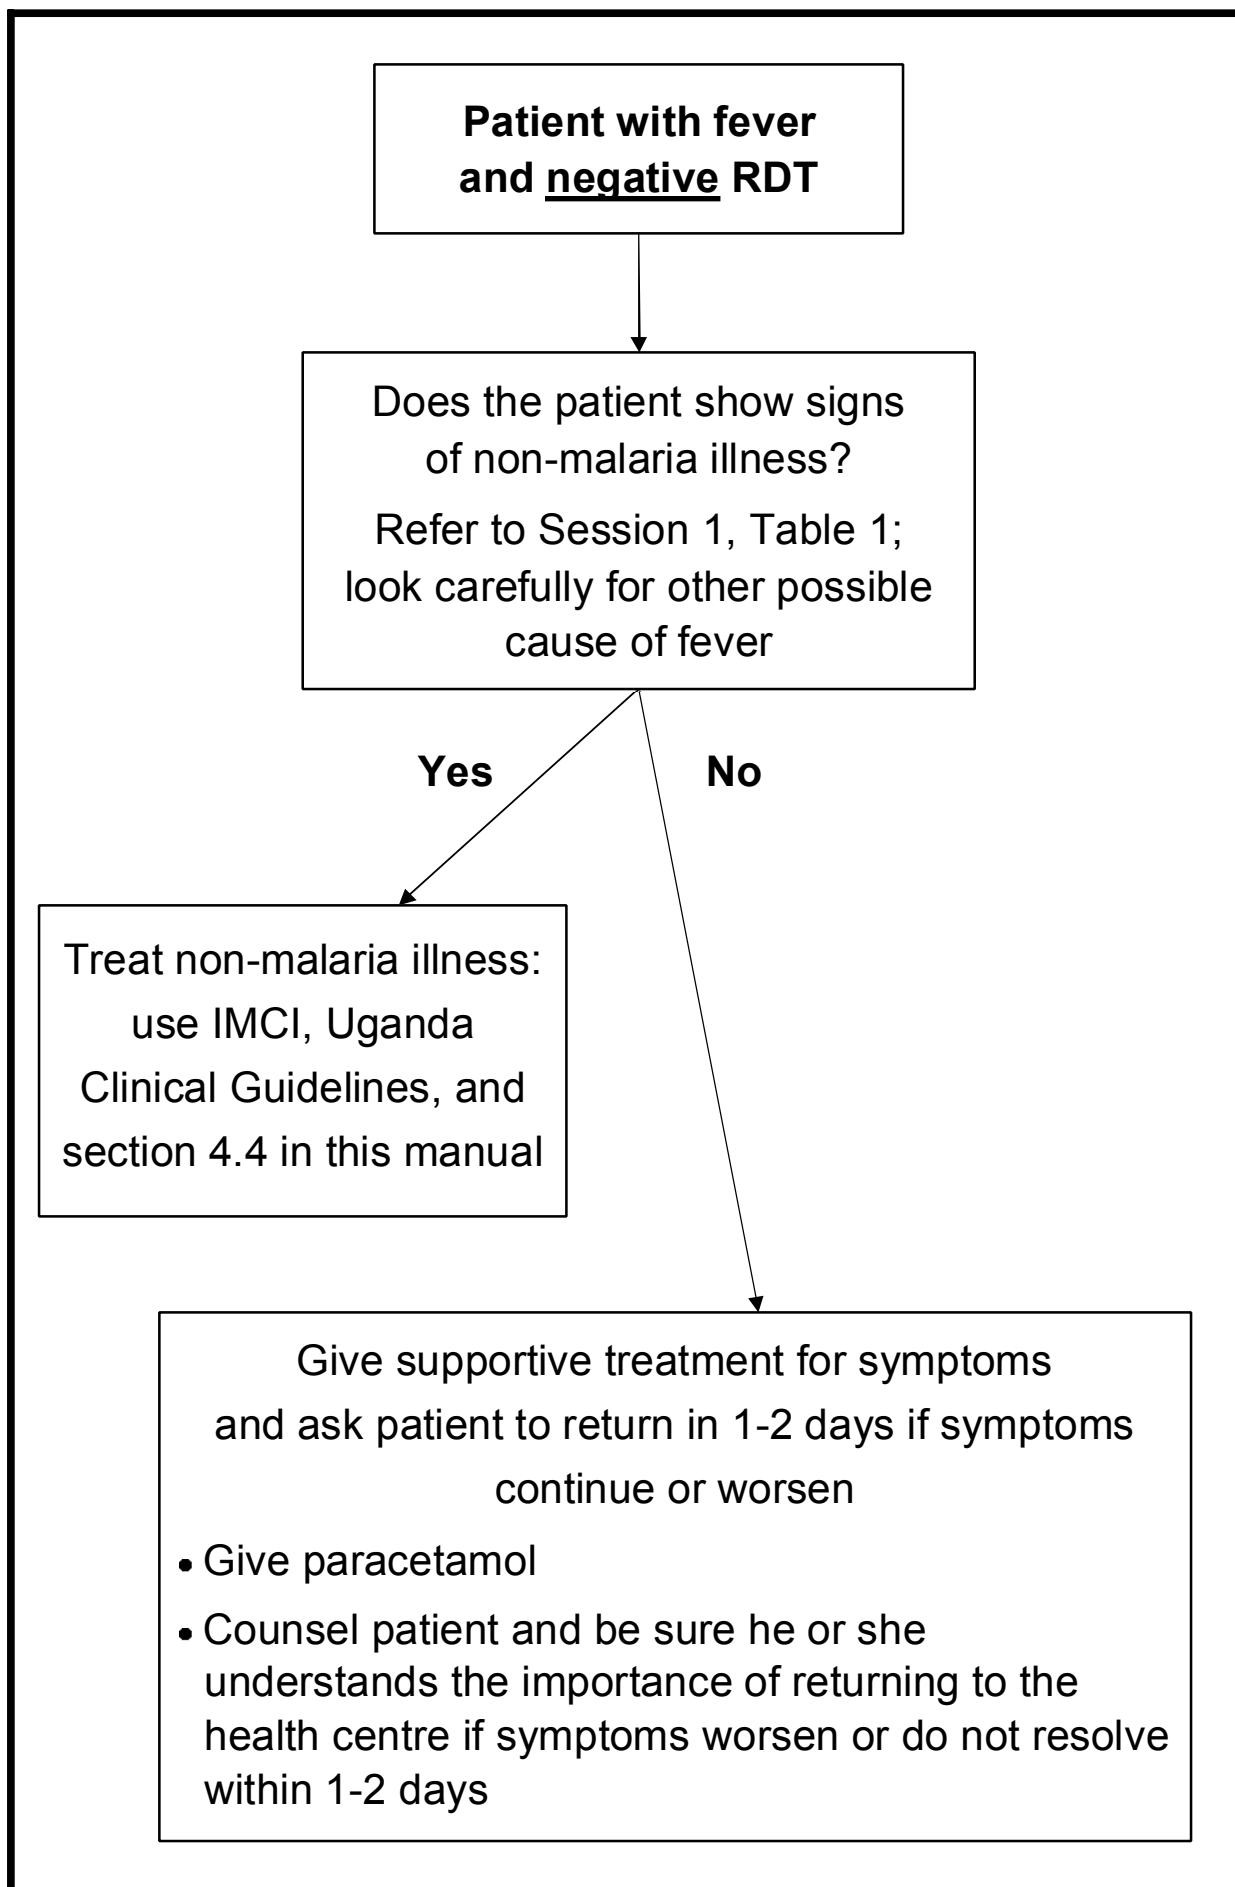 Patient with fever
and negative RDT
Does the patient show signs
of non-malaria illness?
Refer to Session 1, Table 1;
look carefully for other possible
cause of fever
Yes
No
Treat non-malaria illness:
use IMCI, Uganda
Clinical Guidelines, and
section 4.4 in this manual
Give supportive treatment for symptoms
and ask patient to return in 1-2 days if symptoms
continue or worsen
• Give paracetamol
• Counsel patient and be sure he or she
understands the importance of returning to the
health centre if symptoms worsen or do not resolve
within 1-2 days